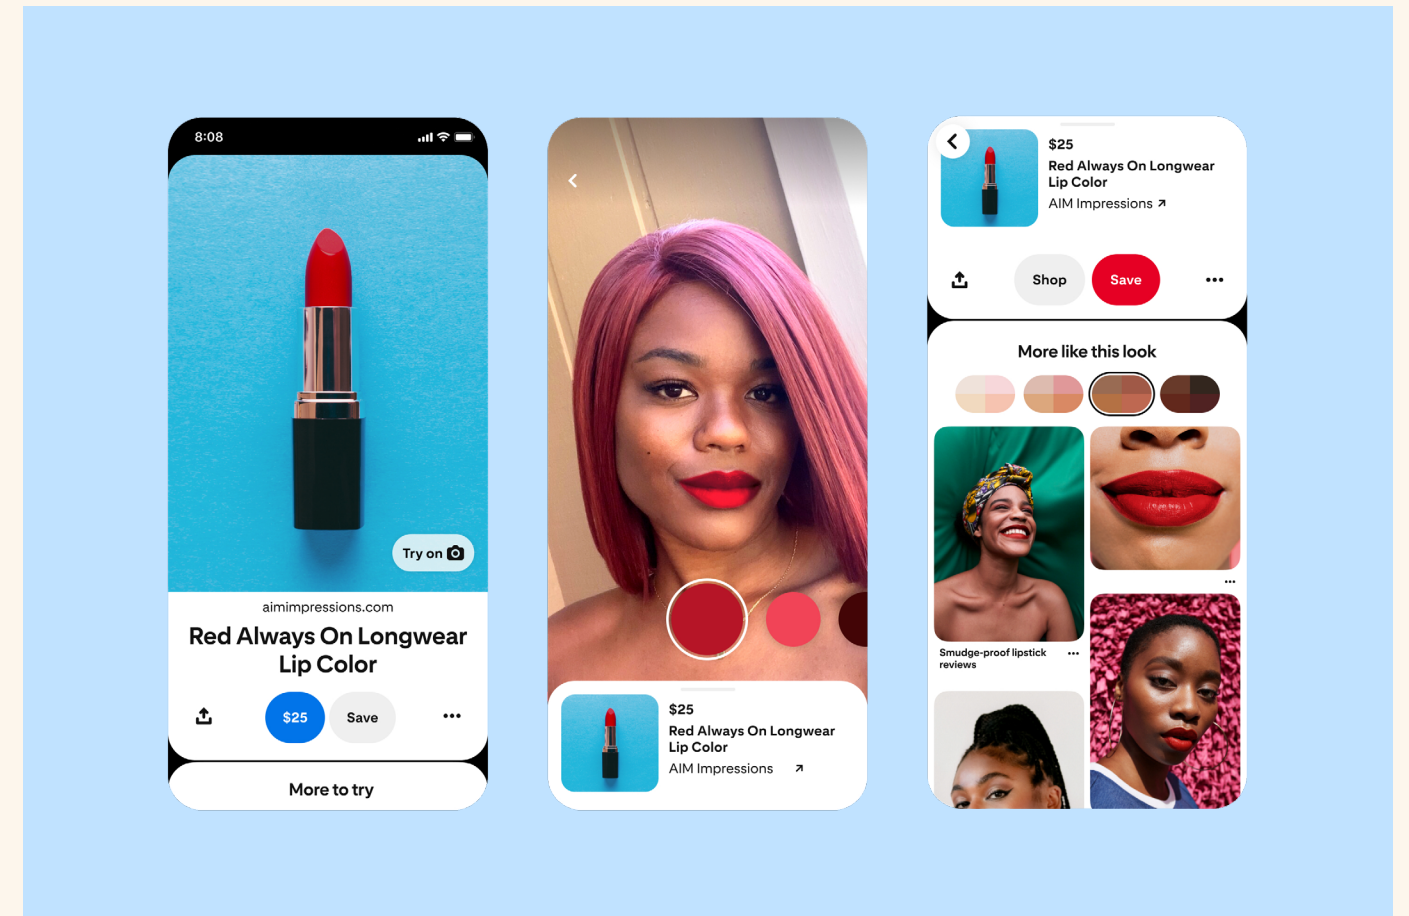 8:08
Try on
aimimpressions.com
Red Always On Longwear
Lip Color
$25
Save
More to try
$25
Red Always On Longwear
Lip Color
AIM Impressions
$25
Red Always On Longwear
Lip Color
AIM Impressions
Shop
Save
More like this look
Smudge-proof lipstick
reviews